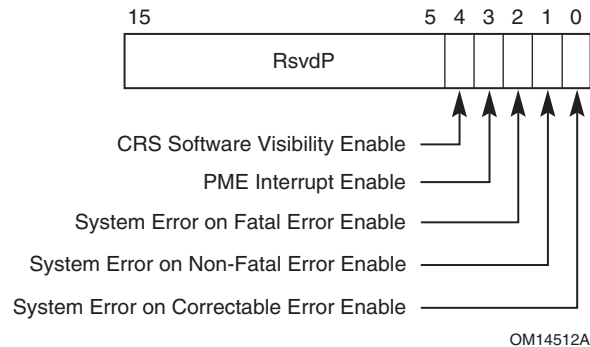 15 5 4 3 2 1 0
RsvdP
CRS Software Visibility Enable
PME Interrupt Enable
System Error on Fatal Error Enable
System Error on Non-Fatal Error Enable
System Error on Correctable Error Enable
OM14512A